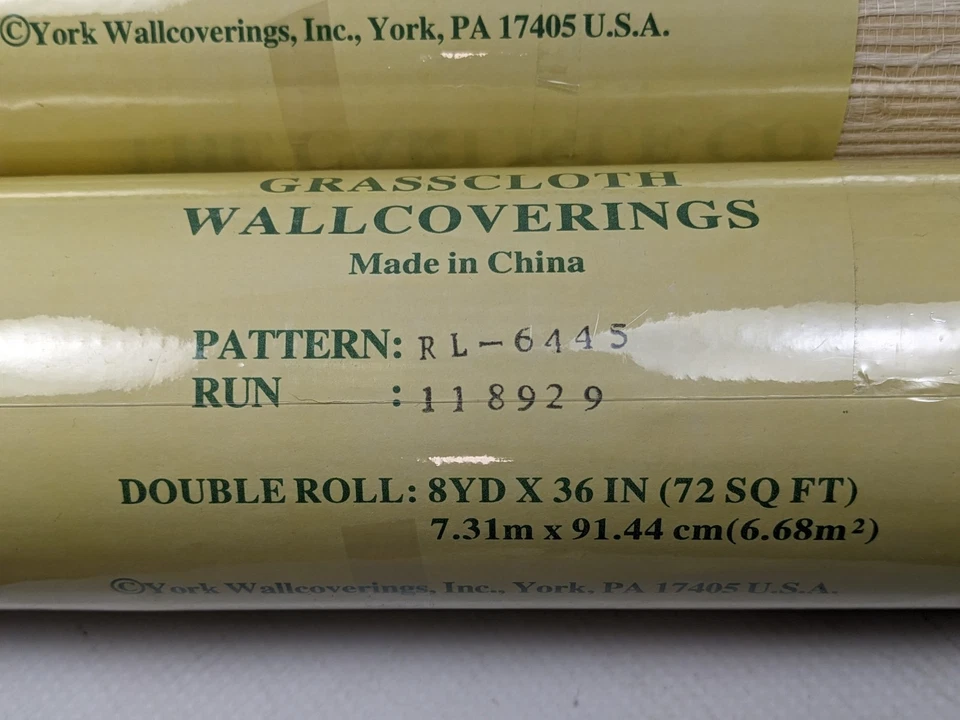 ©York Wallcoverings, Inc., York, PA 17405 U.S.A.
GRASSCLOTH
WALLCOVERINGS
Made in China
PATTERN: RL-6445
RUN : 118929
DOUBLE ROLL: 8YD X 36 IN (72 SQ FT)
7.31m x 91.44 cm(6.68m²)
©York Wallcoverings, Inc., York, PA 17405 U.S.A.